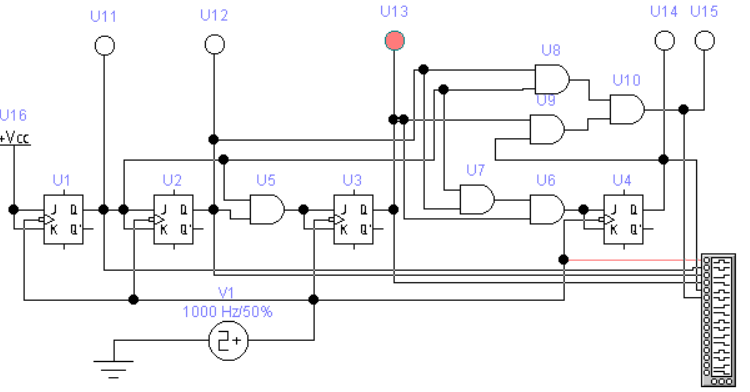 U11
U12
U13
U14
U15
U8
U10
U9
U16
+Vcc
U1
U2
U5
U3
U7
U6
U4
J Q
K Q'
J Q
K Q'
J Q
K Q'
J Q
K Q'
V1
1000 Hz/50%